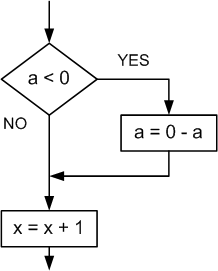 YES
a < 0
NO
a = 0 - a
x = x + 1